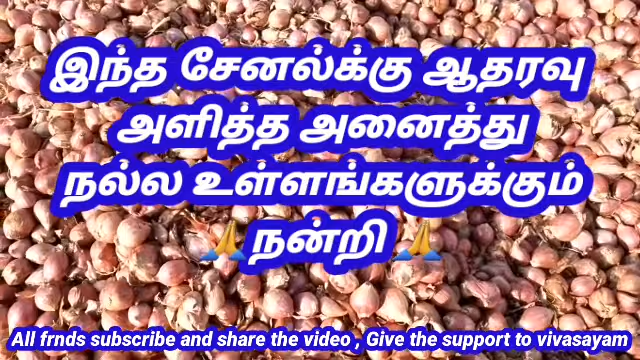 இந்த சேனல்க்கு ஆதரவு
அளித்த அனைத்து
நல்ல உள்ளங்களுக்கும்
🙏 நன்றி 🙏
All frnds subscribe and share the video , Give the support to vivasayam